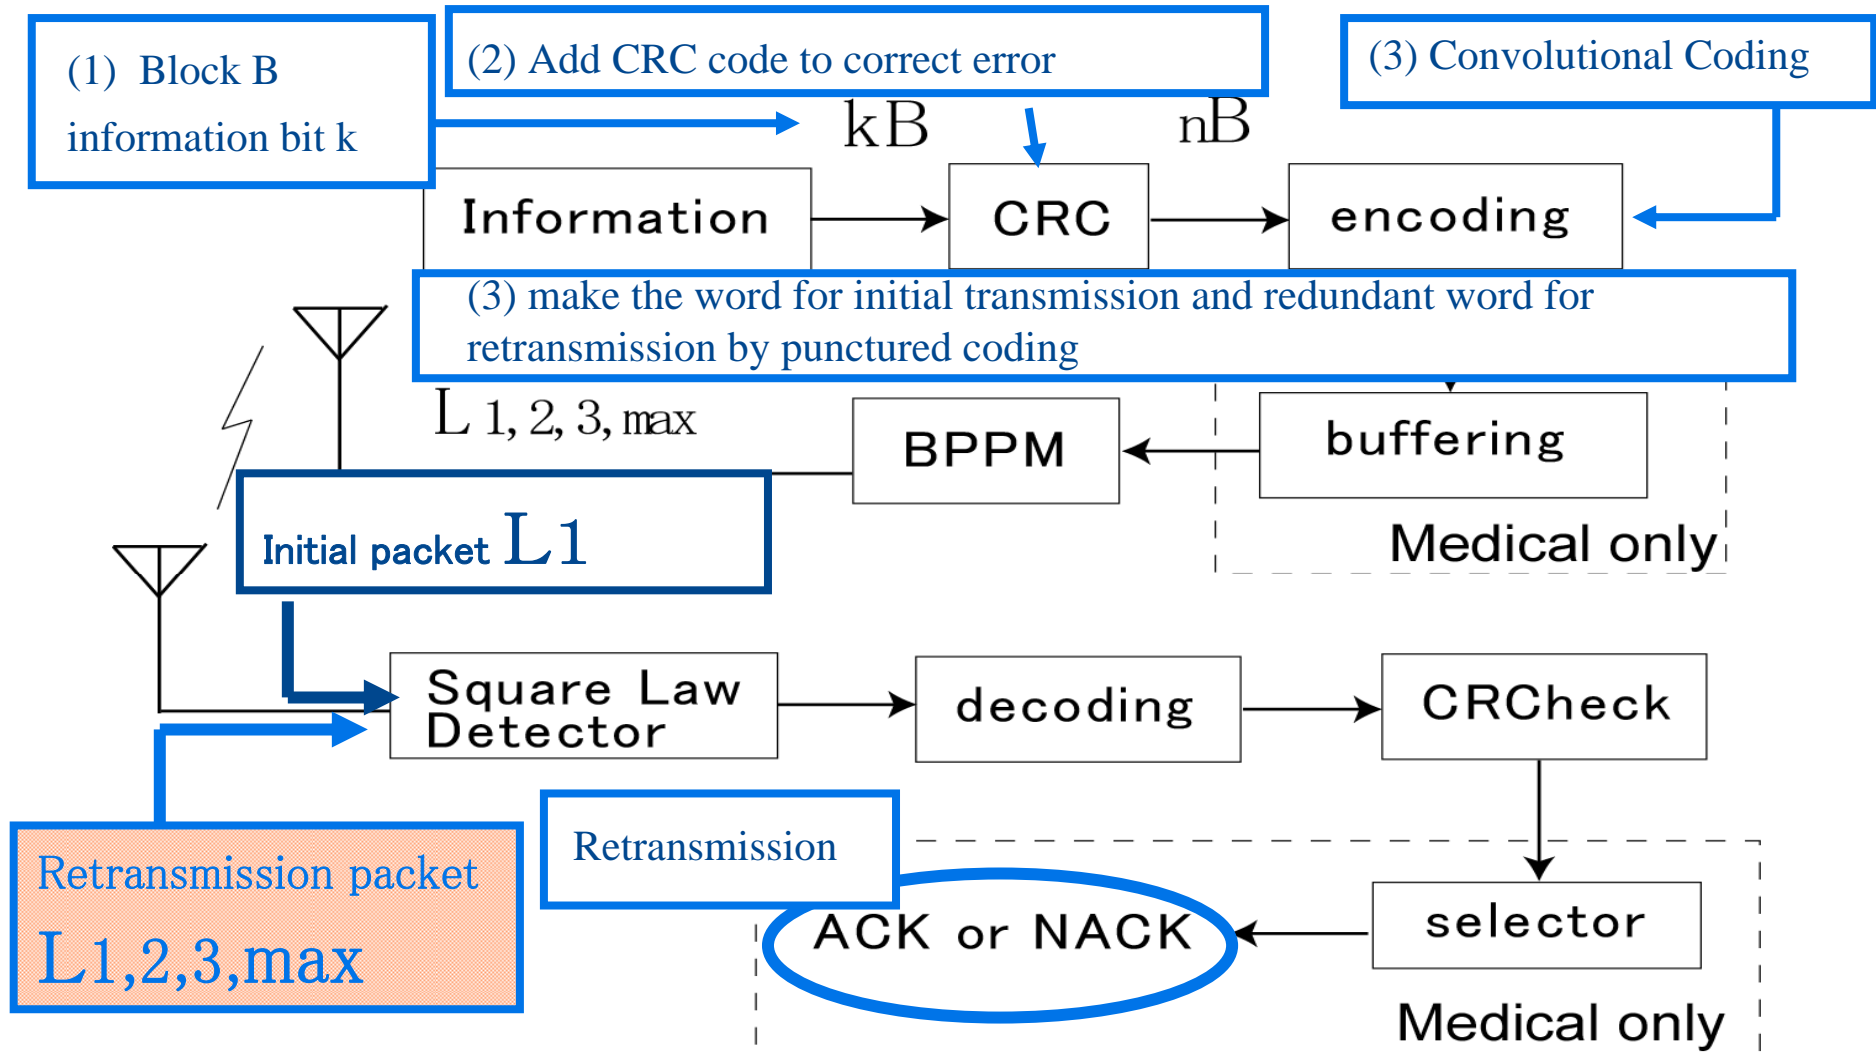 (1) Block B
information bit k
(2) Add CRC code to correct error
(3) Convolutional Coding
kB
nB
Information
CRC
encoding
(3) make the word for initial transmission and redundant word for
retransmission by punctured coding
L 1, 2, 3, max
BPPM
buffering
Medical only
Initial packet L1
Square Law
Detector
decoding
CRCheck
Retransmission packet
L1,2,3,max
Retransmission
ACK or NACK
selector
Medical only